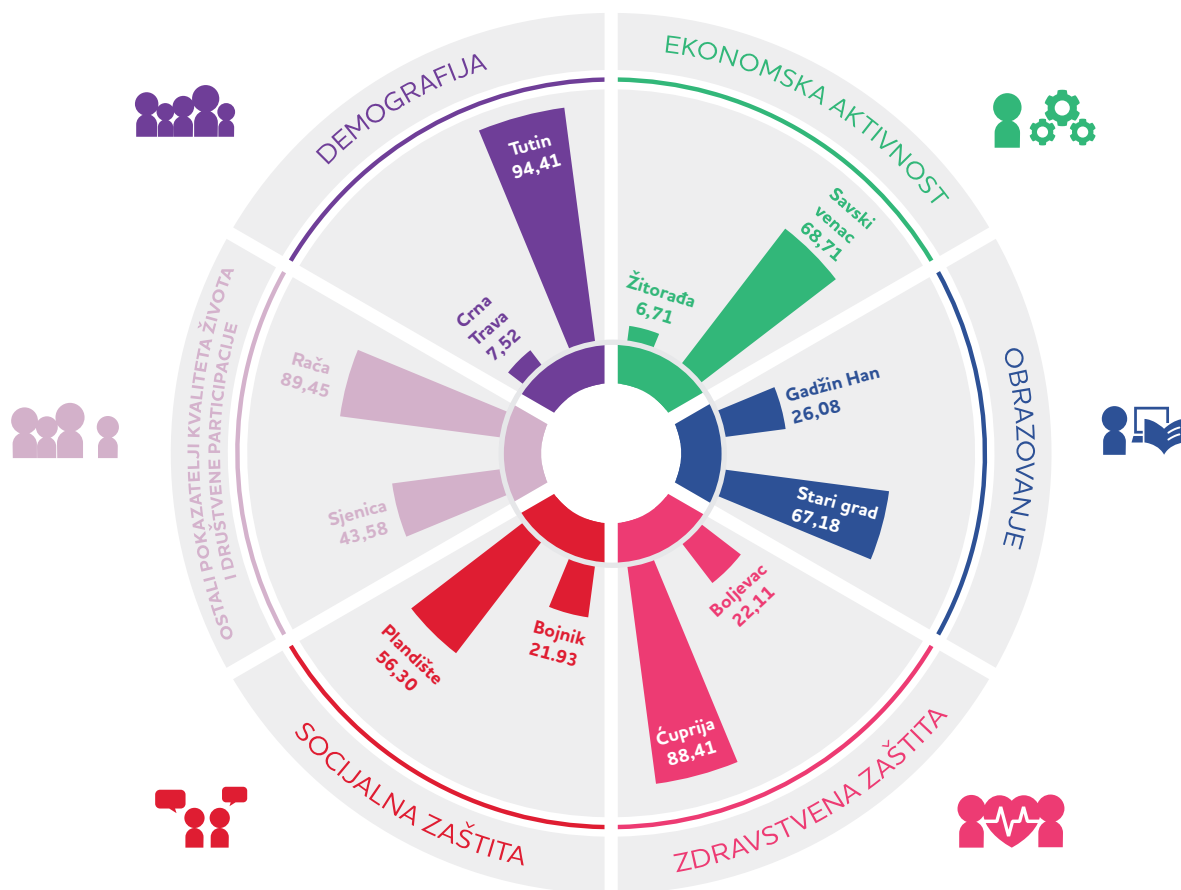 DEMOGRAFIJA
Tutin
94,41
Crna
Trava
7,52
EKONOMSKA AKTIVNOST
Savski
venac
68,71
Žitorađa
6,71
OBRAZOVANJE
Gadžin Han
26,08
Stari grad
67,18
ZDRAVSTVENA ZAŠTITA
Boljevac
22,11
Ćuprija
88,41
SOCIJALNA ZAŠTITA
Bojnik
21.93
Plandište
56,30
OSTALI POKAZATELJI KVALITETA ŽIVOTA
I DRUŠTVENE PARTICIPACIJE
Sjenica
43,58
Rača
89,45